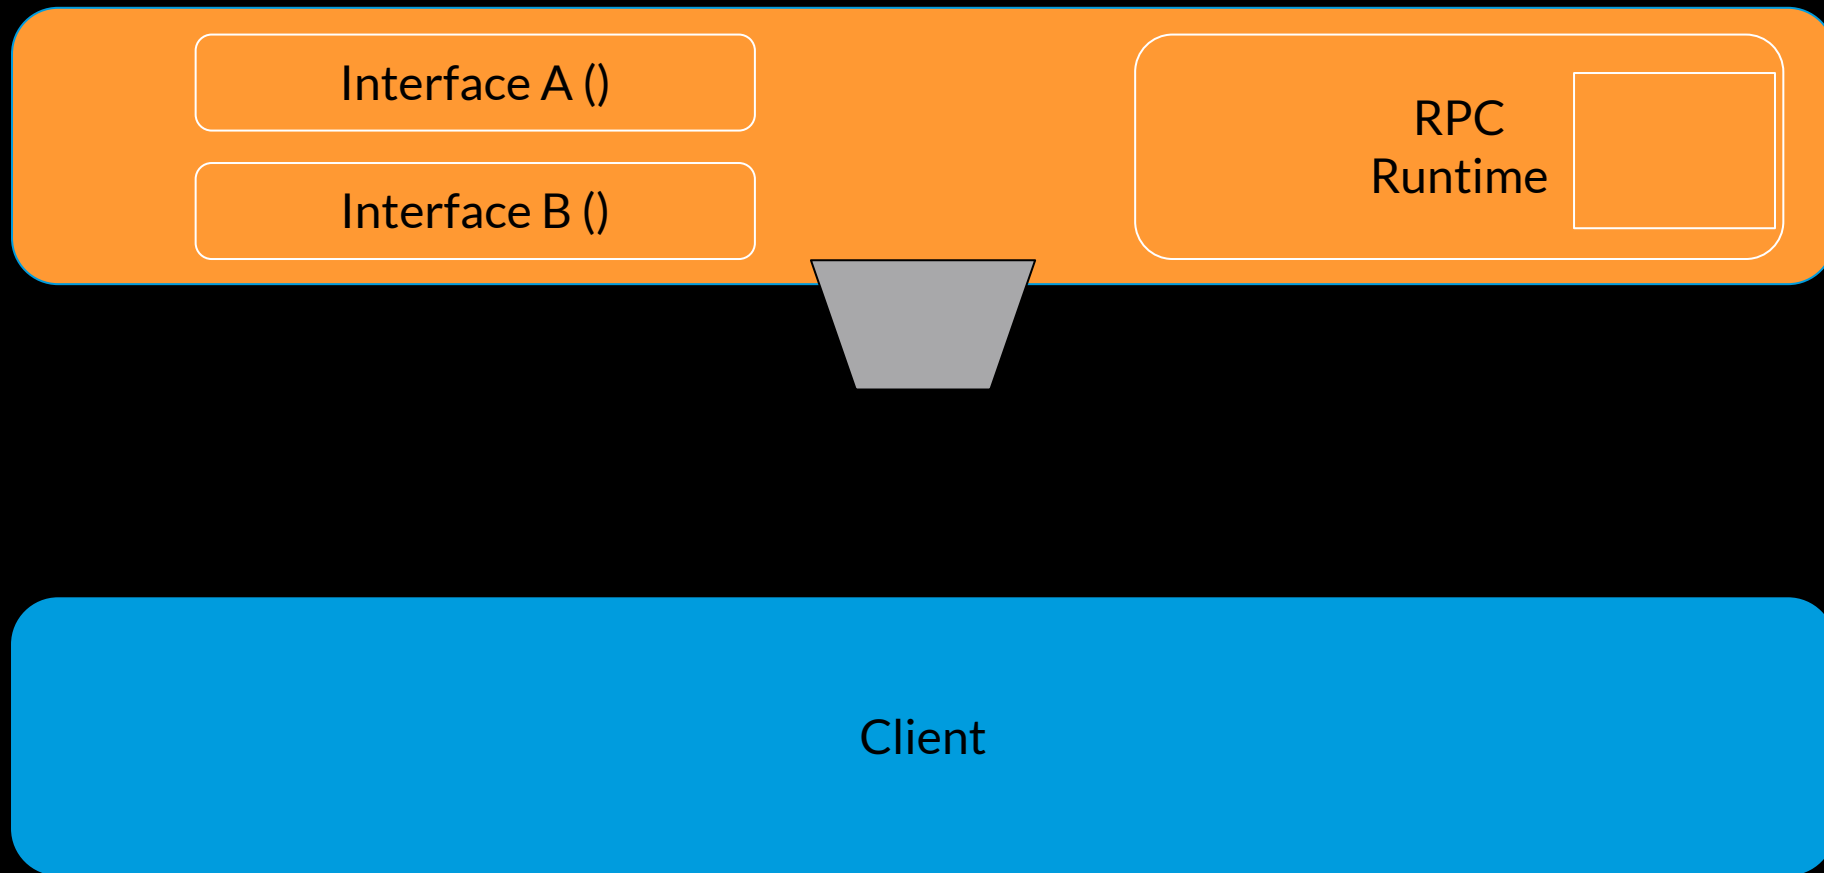 Interface A ()
Interface B ()
RPC
Runtime
Client